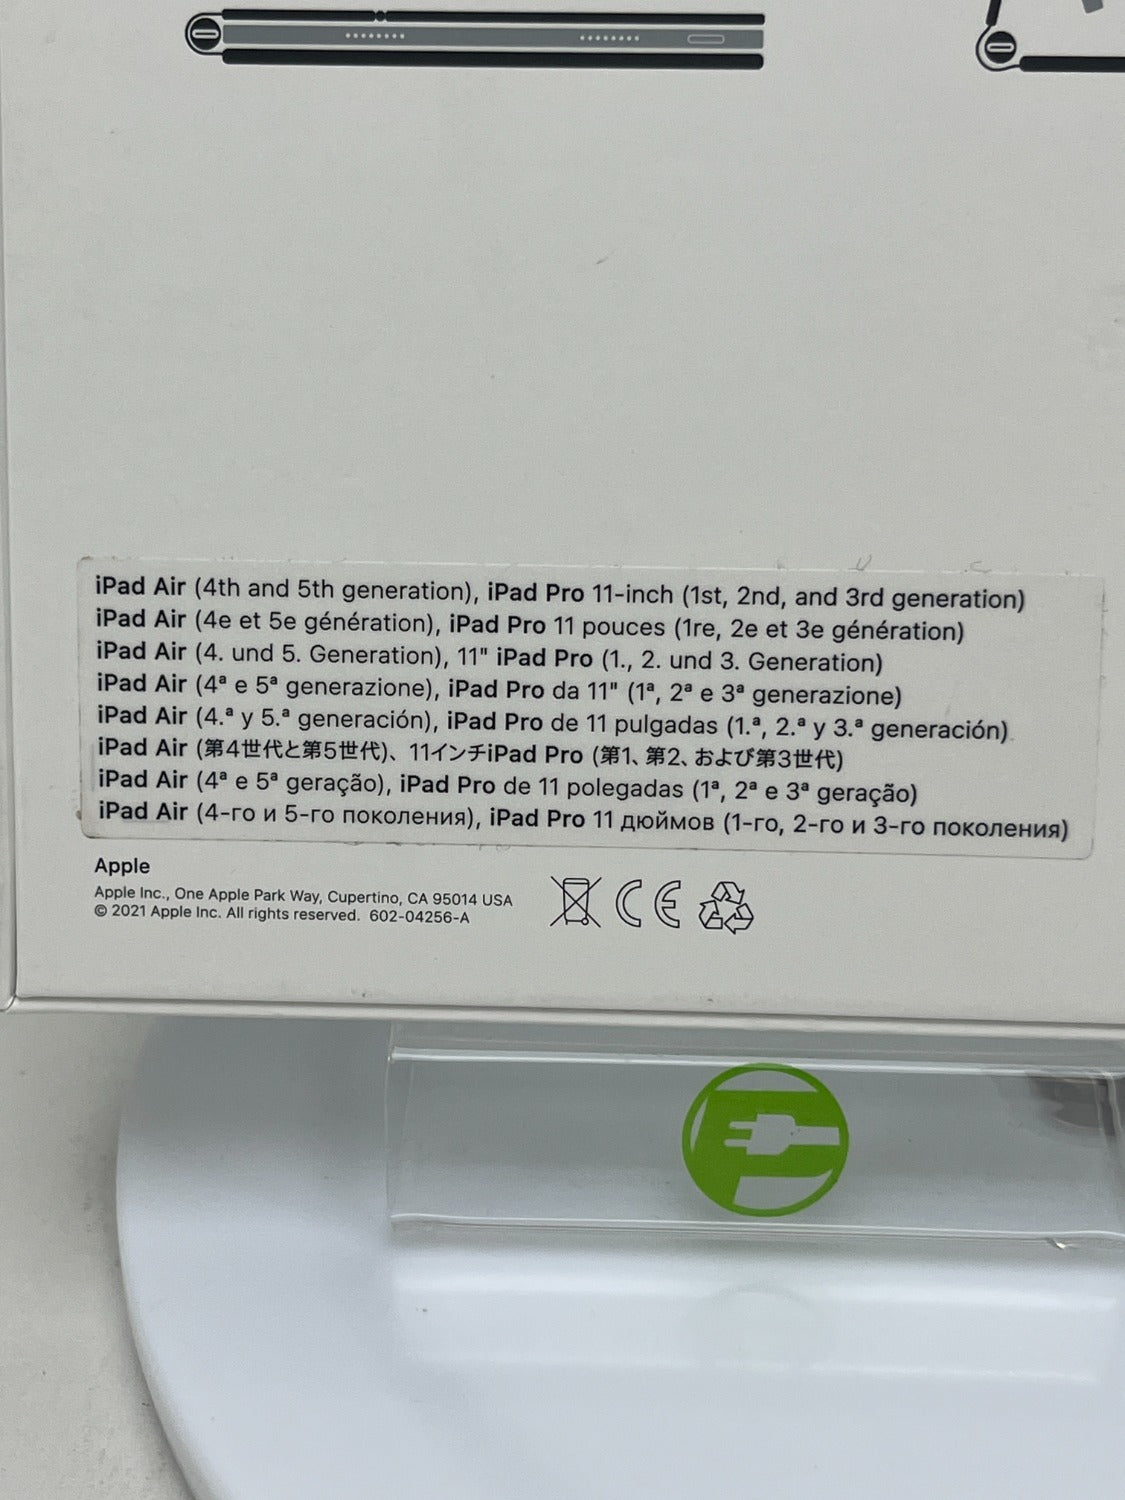 iPad Air (4th and 5th generation), iPad Pro 11-inch (1st, 2nd, and 3rd generation)
iPad Air (4e et 5e génération), iPad Pro 11 pouces (1re, 2e et 3e génération)
iPad Air (4. und 5. Generation), 11" iPad Pro (1., 2. und 3. Generation)
iPad Air (4ª e 5ª generazione), iPad Pro da 11" (1ª, 2ª e 3ª generazione)
iPad Air (4.ª y 5.ª generación), iPad Pro de 11 pulgadas (1.ª, 2.ª y 3.ª generación)
iPad Air (第4世代と第5世代)、11インチiPad Pro (第1、第2、および第3世代)
iPad Air (4ª e 5ª geração), iPad Pro de 11 polegadas (1ª, 2ª e 3ª geração)
iPad Air (4-го и 5-го поколения), iPad Pro 11 дюймов (1-го, 2-го и 3-го поколения)
Apple
Apple Inc., One Apple Park Way, Cupertino, CA 95014 USA
© 2021 Apple Inc. All rights reserved. 602-04256-A
CE